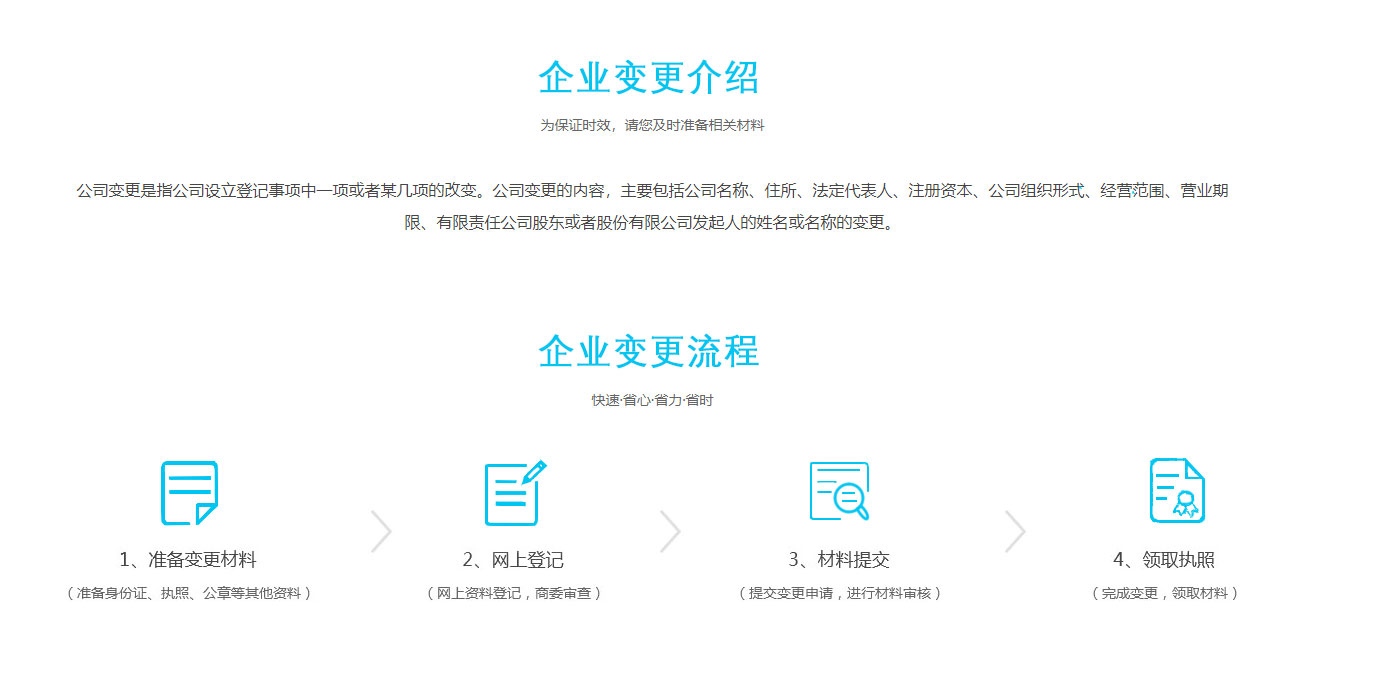 企业变更介绍
为保证时效，请您及时准备相关材料
公司变更是指公司设立登记事项中一项或者某几项的改变。公司变更的内容，主要包括公司名称、住所、法定代表人、注册资本、公司组织形式、经营范围、营业期
限、有限责任公司股东或者股份有限公司发起人的姓名或名称的变更。
企业变更流程
快速·省心·省力·省时
1、准备变更材料
（准备身份证、执照、公章等其他资料）
2、网上登记
（网上资料登记，商委审查）
3、材料提交
（提交变更申请，进行材料审核）
4、领取执照
（完成变更，领取材料）